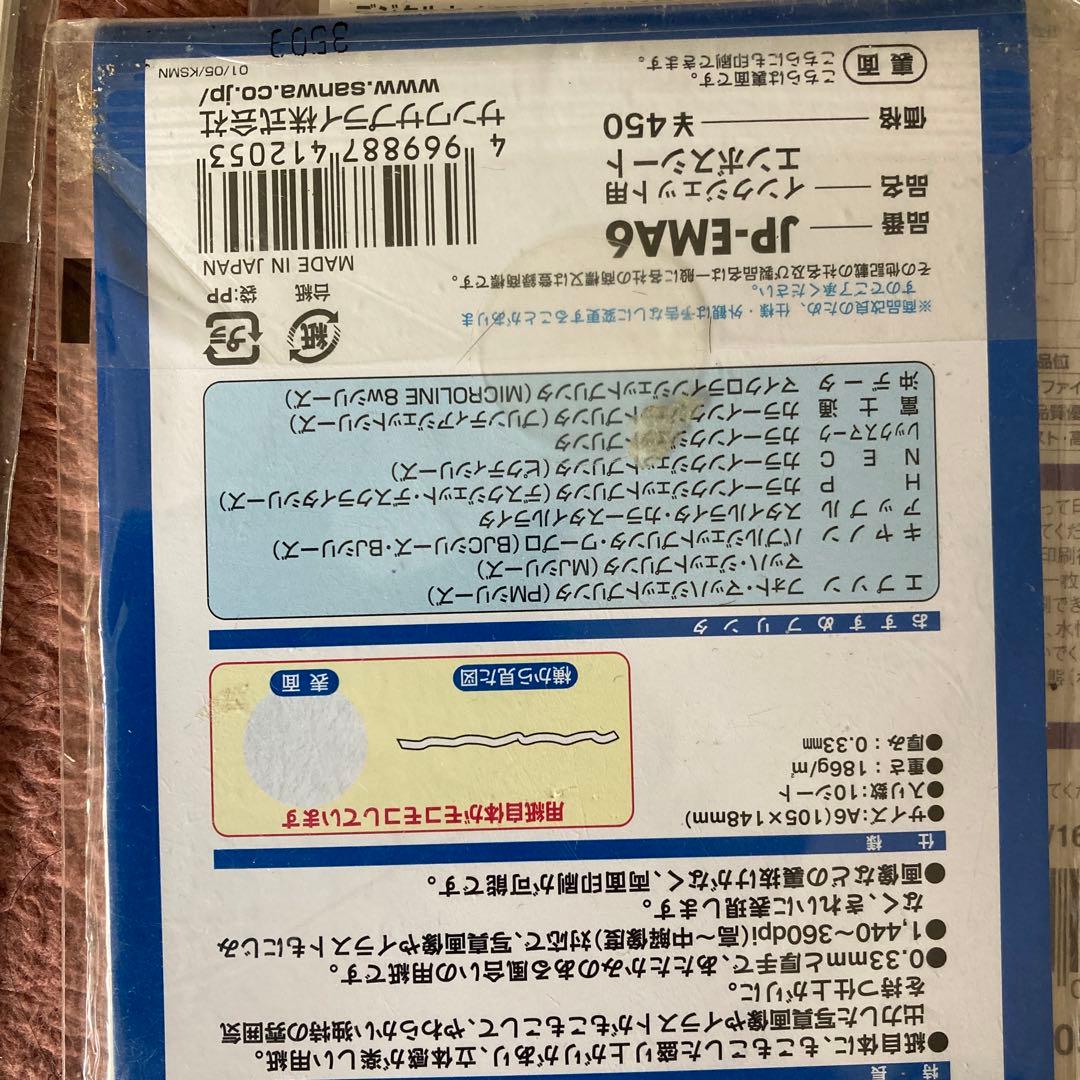 特・長
●紙自体に、もこもこした盛り上がりがあり、立体感が楽しい用紙。
出力した写真画像やイラストがもこもこして、やわらかい独特の雰囲気
を持つ仕上がりに。
●0.33mmと厚手で、あたたかみのある風合いの用紙です。
●1,440〜360dpi(高〜中解像度)対応で、写真画像やイラストもにじみ
なく、きれいに表現します。
●画像などの裏抜けがなく、両面印刷が可能です。
仕 様
●サイズ:A6(105×148mm)
●入り数:10シート
●重さ:186g/㎡
●厚み:0.33mm
用紙自体がモコモコしています
横から見た図
表面
おすすめプリンタ
エプソン フォト・マッハジェットプリンタ(PMシリーズ)
マッハ・ジェットプリンタ(MJシリーズ)
キヤノン バブルジェットプリンタ・ワープロ(BJCシリーズ・BJシリーズ)
アップル スタイルライタ・カラースタイルライタ
HP カラーインクジェットプリンタ(デスクジェット・デスクライタシリーズ)
NEC カラーインクジェットプリンタ(ピクティシリーズ)
レックスマーク カラーインクジェットプリンタ
富士通 カラーインクジェットプリンタ(プリンティアジェットシリーズ)
沖データ マイクロラインジェットプリンタ(MICROLINE 8wシリーズ)
※商品改良のため、仕様・外観は予告なしに変更することがありま
すのでご了承ください。
その他記載の社名及び製品名は一般に各社の商標又は登録商標です。
品番 JP-EMA6
品名 インクジェット用
エンボスシート
価格 ¥450
裏面
こちらは裏面です。
こちらにも印刷できます。
紙
台紙
プラ
袋:PP
MADE IN JAPAN
4 969887 412053
サンワサプライ株式会社
www.sanwa.co.jp/
01/05/KSMN
3503